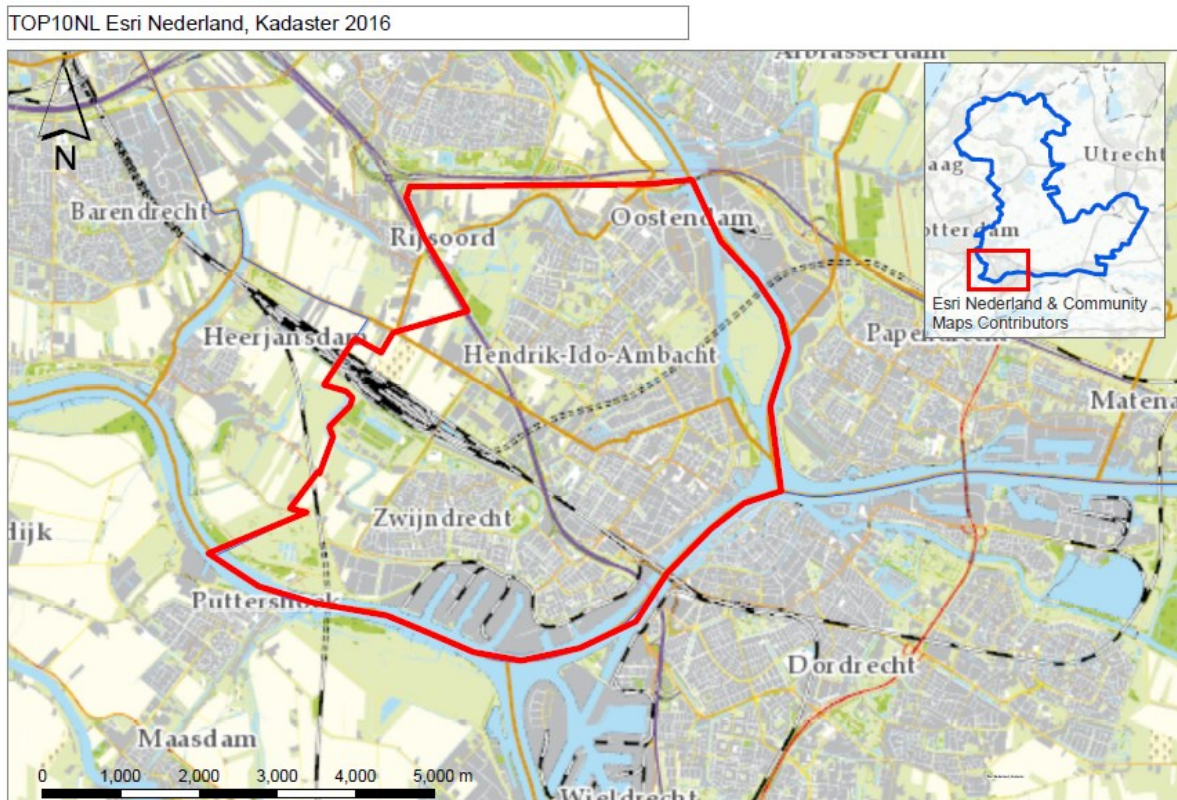 TOP10NL Esri Nederland, Kadaster 2016
N
Barendrecht
Rijsoord
Oostendam
Heerjansdam
Hendrik-Ido-Ambacht
Papendrecht
Matena
Zwijndrecht
dijk
Puttershoek
Dordrecht
Maasdam
Wieldrecht
0 1,000 2,000 3,000 4,000 5,000 m
aag
Utrecht
otterdam
Esri Nederland & Community
Maps Contributors